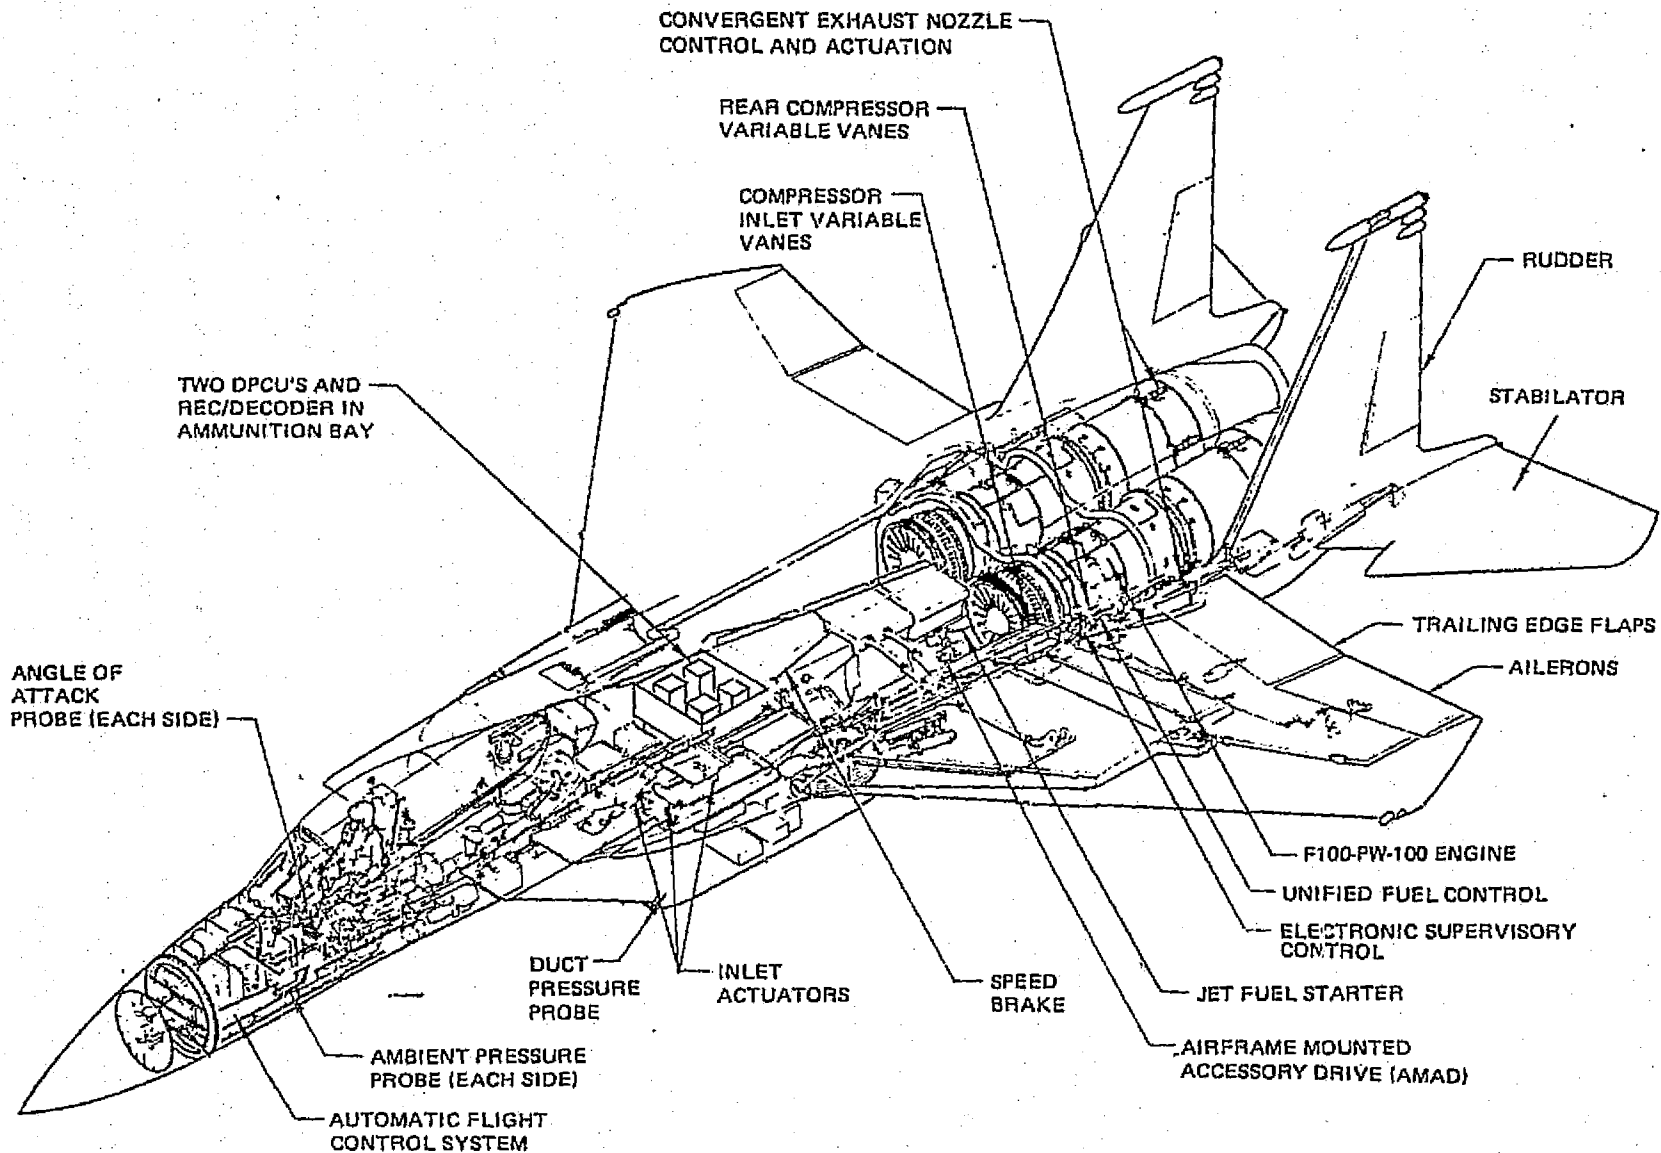 CONVERGENT EXHAUST NOZZLE
CONTROL AND ACTUATION
REAR COMPRESSOR
VARIABLE VANES
COMPRESSOR
INLET VARIABLE
VANES
RUDDER
STABILATOR
TWO DPCU'S AND
REC/DECODER IN
AMMUNITION BAY
TRAILING EDGE FLAPS
AILERONS
ANGLE OF
ATTACK
PROBE (EACH SIDE)
F100-PW-100 ENGINE
UNIFIED FUEL CONTROL
ELECTRONIC SUPERVISORY
CONTROL
DUCT
PRESSURE
PROBE
INLET
ACTUATORS
SPEED
BRAKE
JET FUEL STARTER
AMBIENT PRESSURE
PROBE (EACH SIDE)
AIRFRAME MOUNTED
ACCESSORY DRIVE (AMAD)
AUTOMATIC FLIGHT
CONTROL SYSTEM